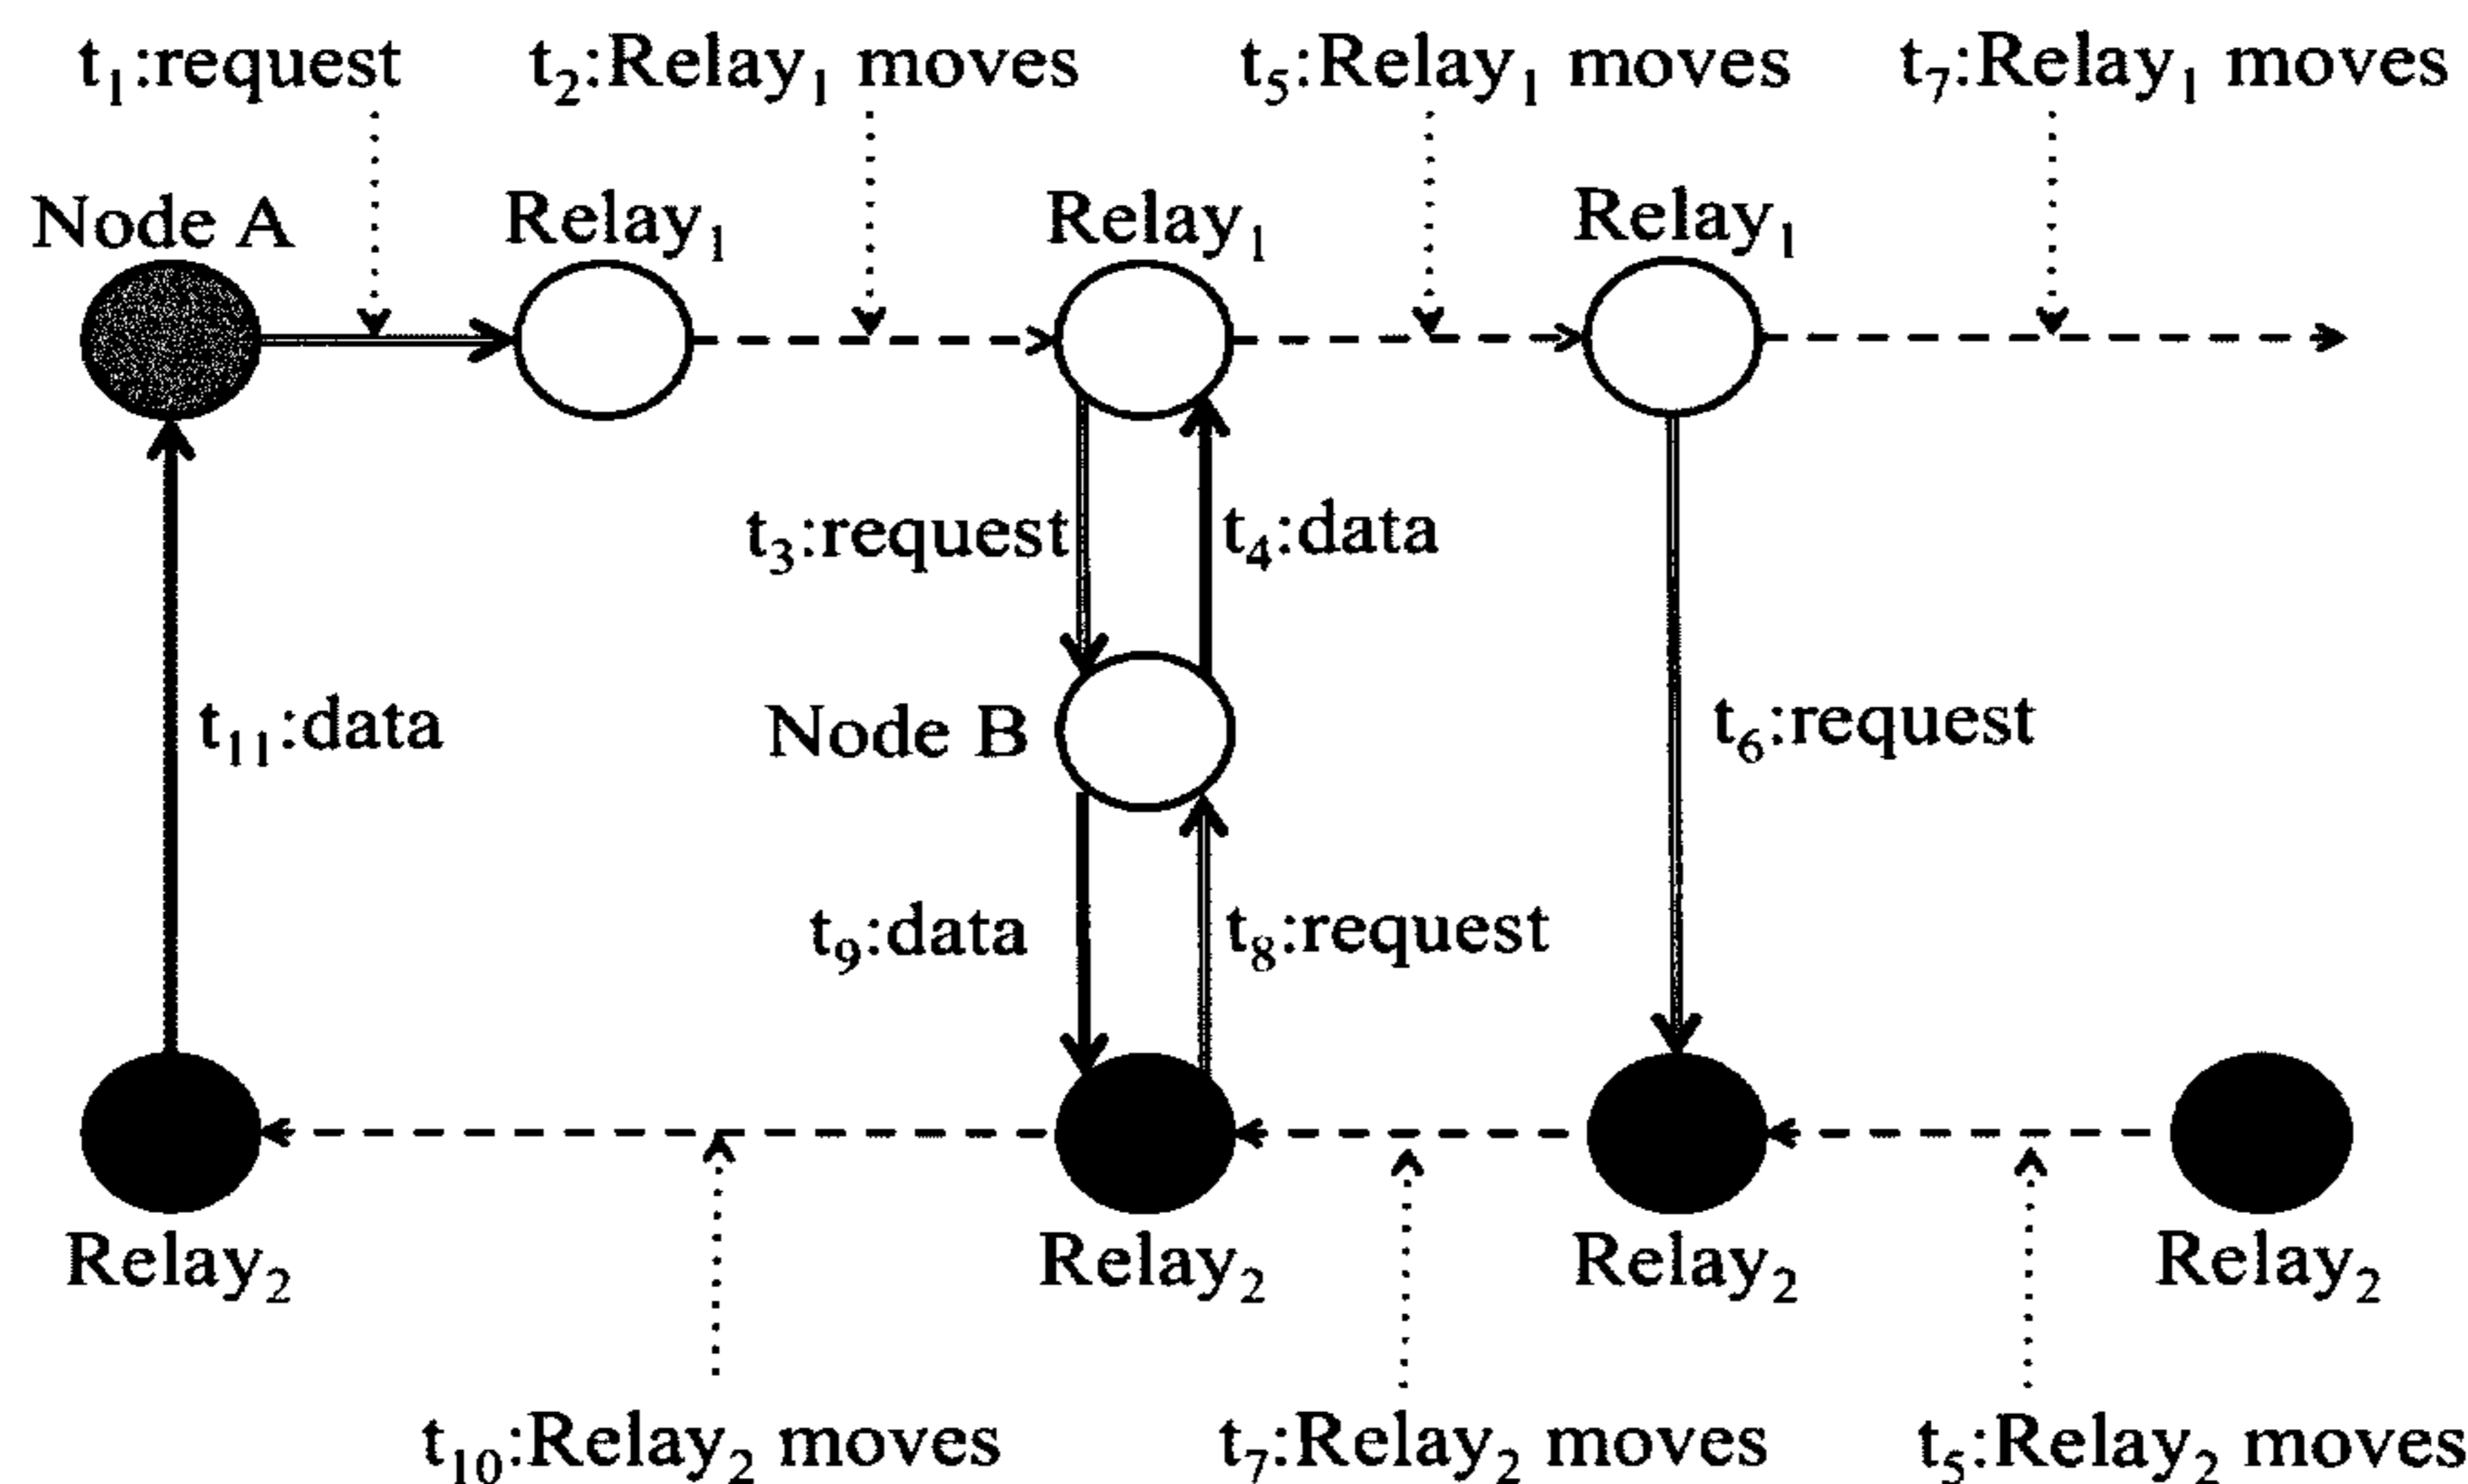 t₁:request t₂:Relay₁ moves t₅:Relay₁ moves t₇:Relay₁ moves
Node A Relay₁ Relay₁ Relay₁
t₃:request t₄:data
t₁₁:data Node B t₆:request
t₉:data t₈:request
Relay₂ Relay₂ Relay₂ Relay₂
t₁₀:Relay₂ moves t₇:Relay₂ moves t₅:Relay₂ moves